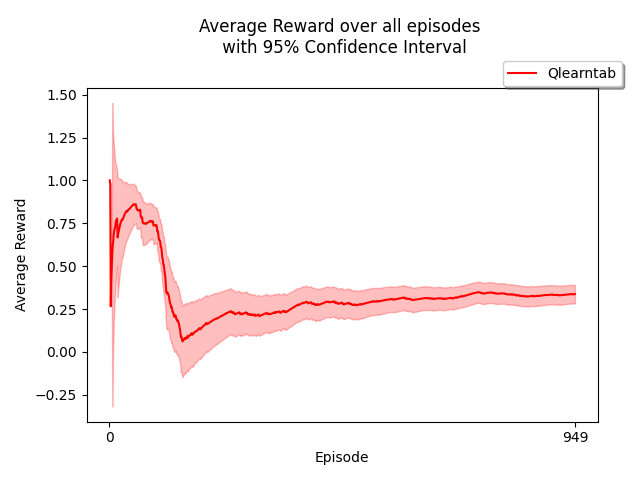 Average Reward over all episodes
with 95% Confidence Interval
Qlearntab
1.50
1.25
1.00
0.75
0.50
0.25
0.00
−0.25
Average Reward
0
949
Episode